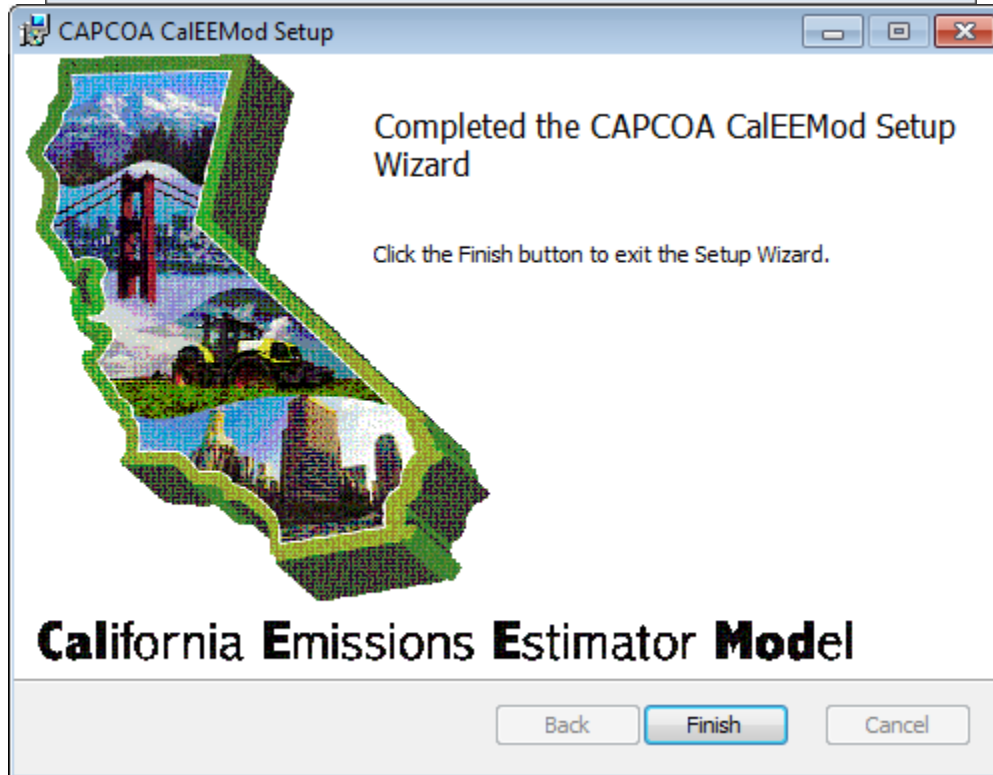 CAPCOA CalEEMod Setup
Completed the CAPCOA CalEEMod Setup
Wizard
Click the Finish button to exit the Setup Wizard.
California Emissions Estimator Model
Back Finish Cancel